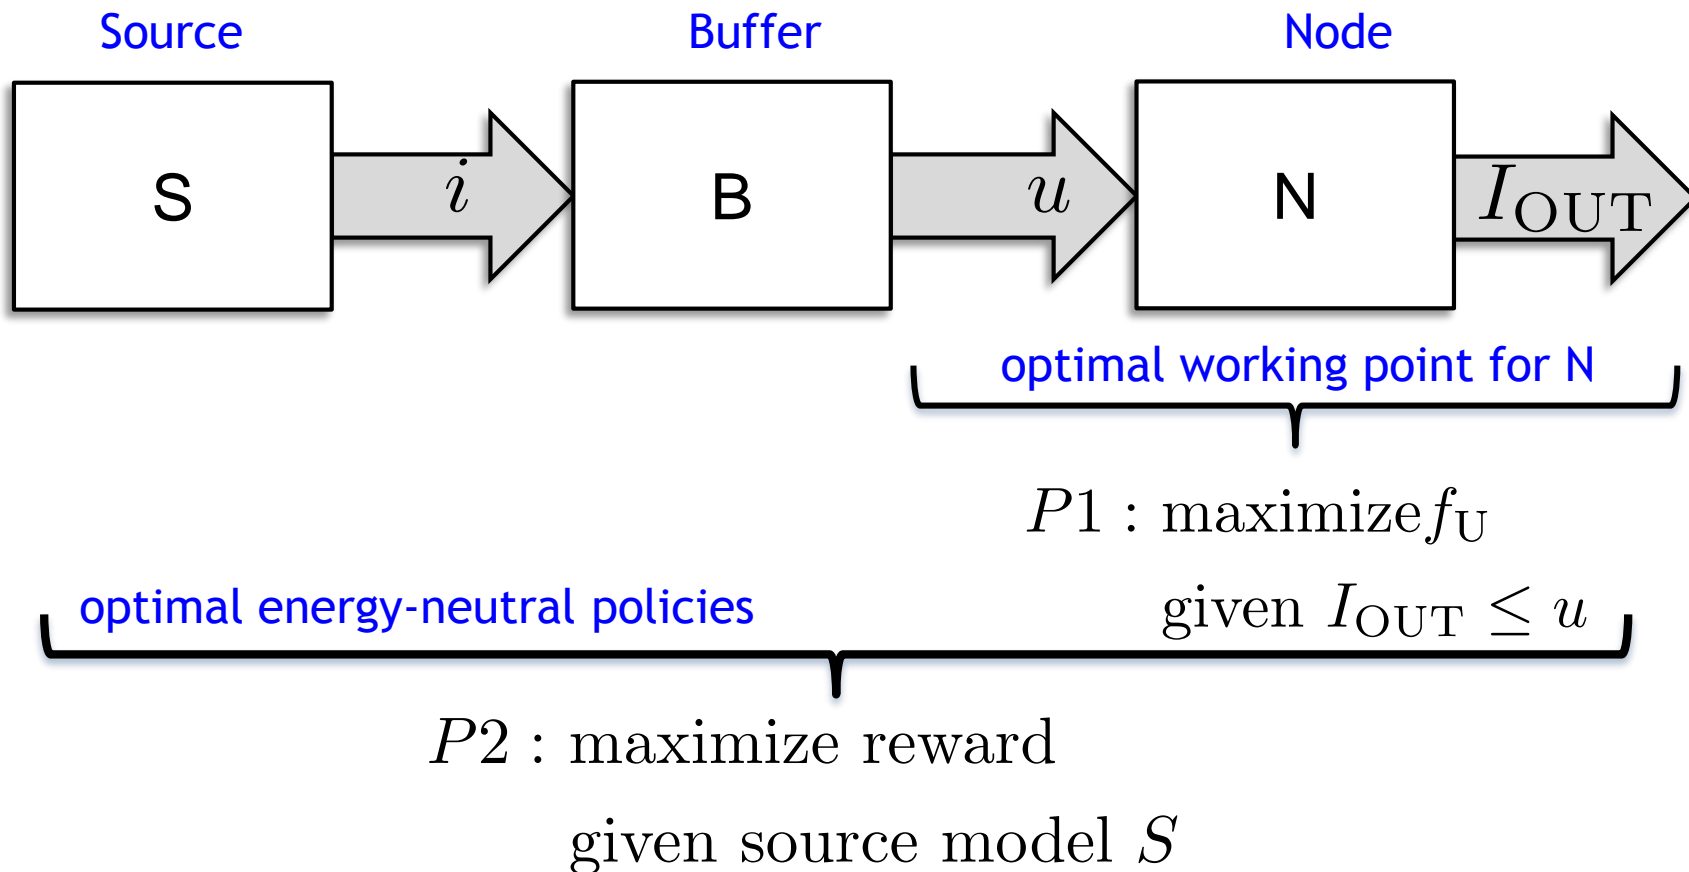 Source Buffer Node
S i B u N I_OUT
optimal working point for N
P1 : maximize f_U
given I_OUT ≤ u
optimal energy-neutral policies
P2 : maximize reward
given source model S